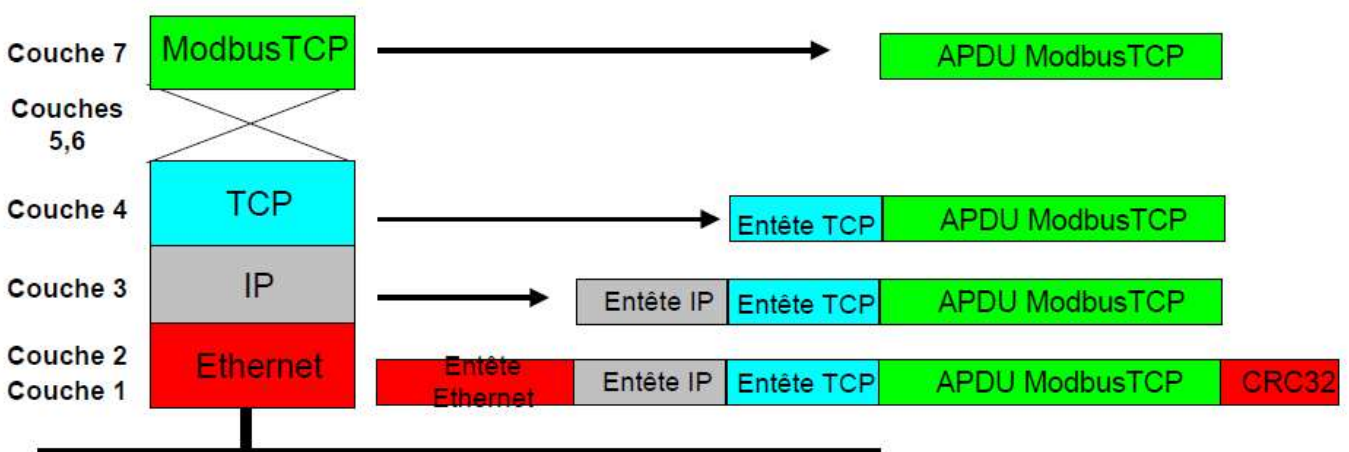 Couche 7
ModbusTCP
APDU ModbusTCP
Couches
5,6
Couche 4
TCP
Entête TCP
APDU ModbusTCP
Couche 3
IP
Entête IP
Entête TCP
APDU ModbusTCP
Couche 2
Couche 1
Ethernet
Entête
Ethernet
Entête IP
Entête TCP
APDU ModbusTCP
CRC32